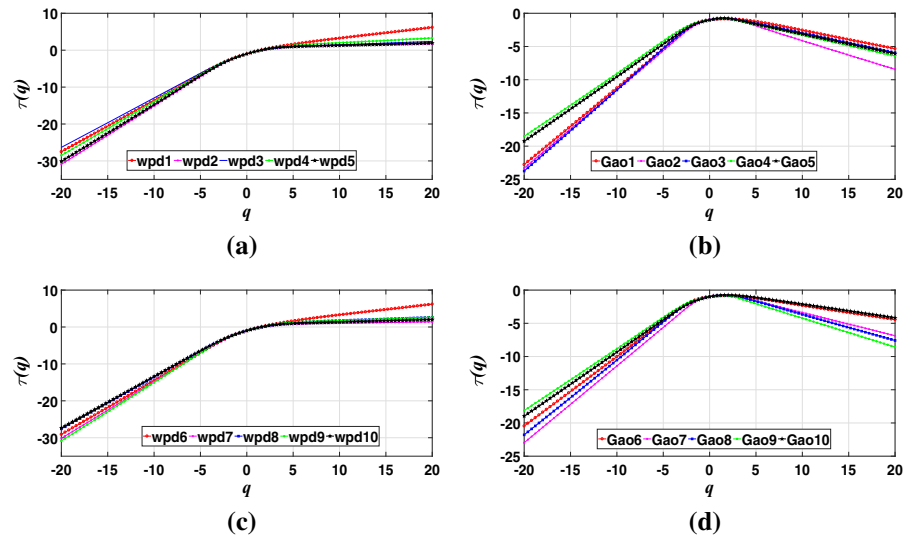 10
0
-10
-20
-30
τ(q)
wpd1 wpd2 wpd3 wpd4 wpd5
-20 -15 -10 -5 0 5 10 15 20
q
(a)
0
-5
-10
-15
-20
-25
τ(q)
Gao1 Gao2 Gao3 Gao4 Gao5
-20 -15 -10 -5 0 5 10 15 20
q
(b)
10
0
-10
-20
-30
τ(q)
wpd6 wpd7 wpd8 wpd9 wpd10
-20 -15 -10 -5 0 5 10 15 20
q
(c)
0
-5
-10
-15
-20
-25
τ(q)
Gao6 Gao7 Gao8 Gao9 Gao10
-20 -15 -10 -5 0 5 10 15 20
q
(d)